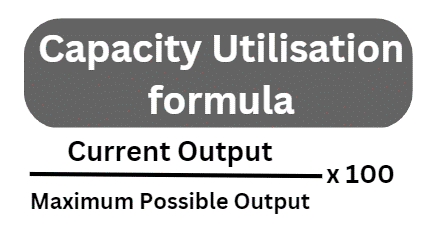 Capacity Utilisation
formula
Current Output
x 100
Maximum Possible Output